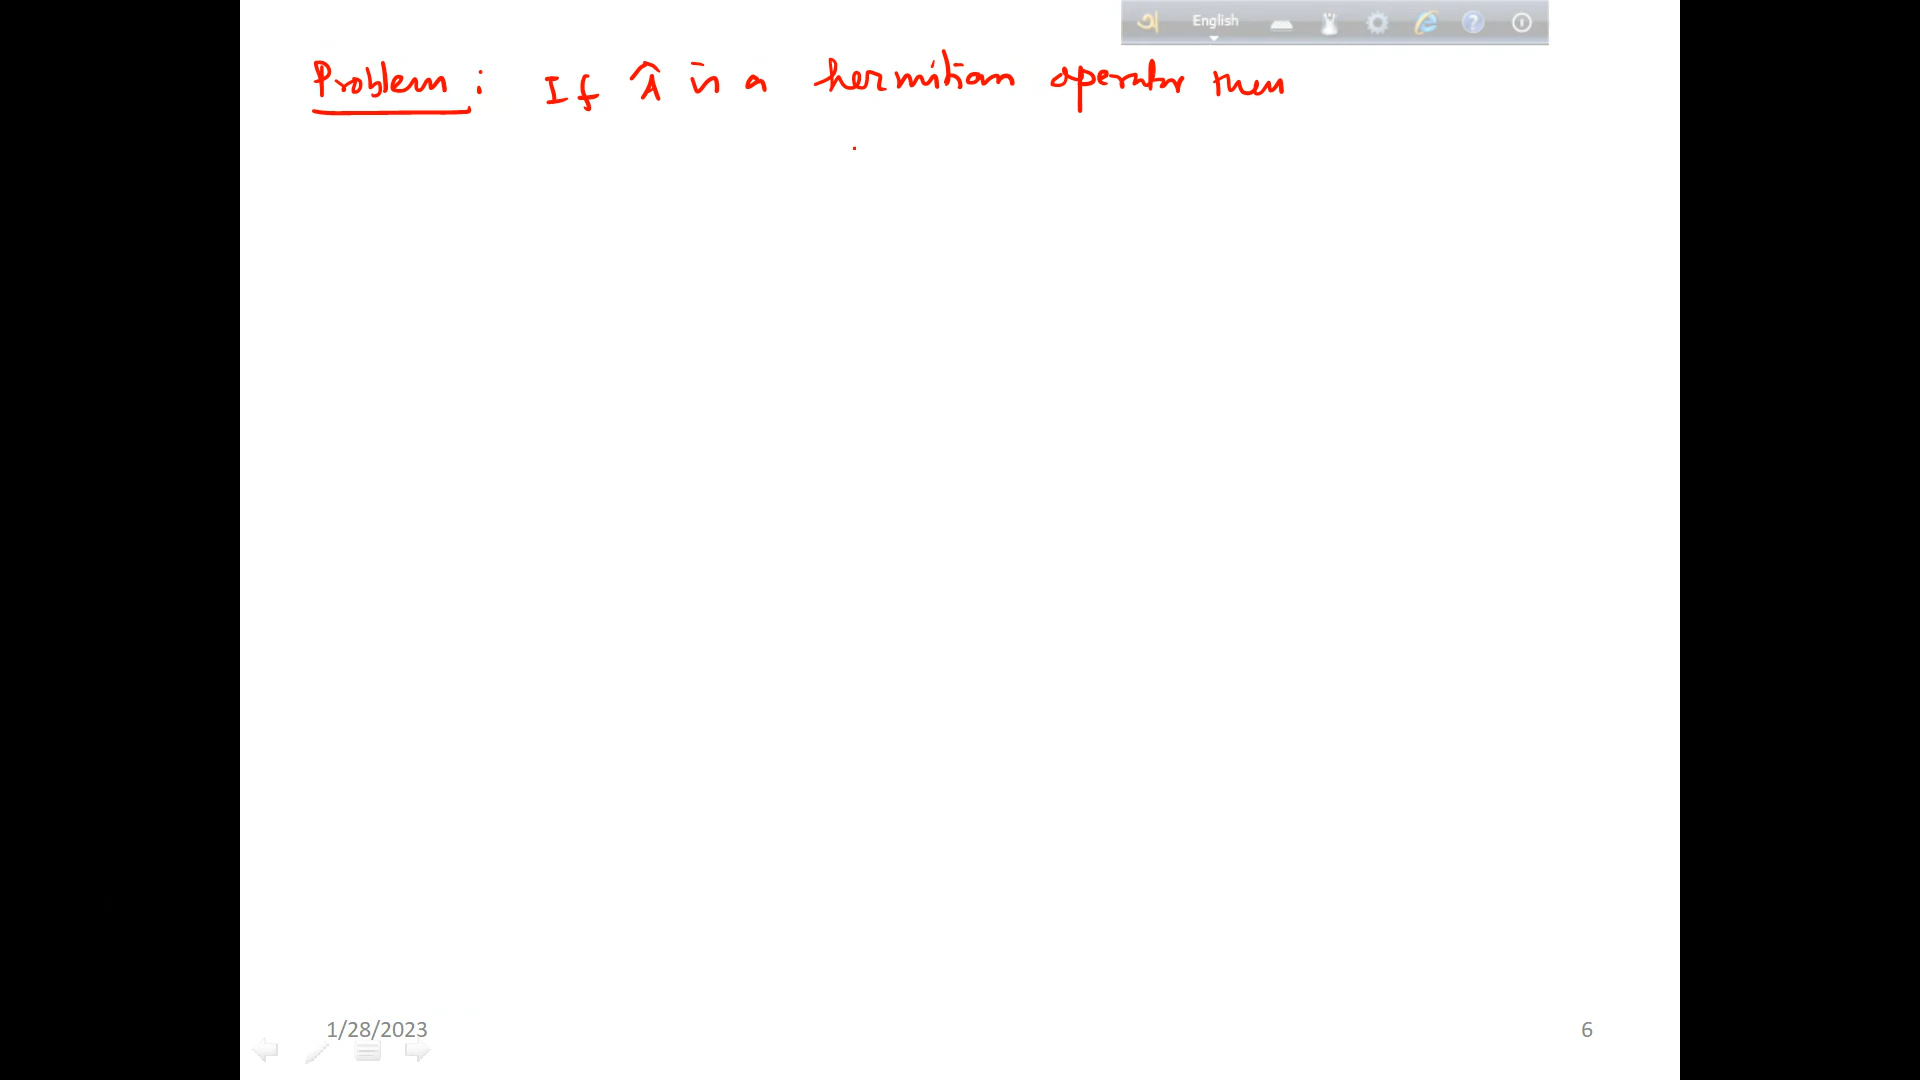 অ English
Problem : If Â is a hermitian operator then
1/28/2023
6